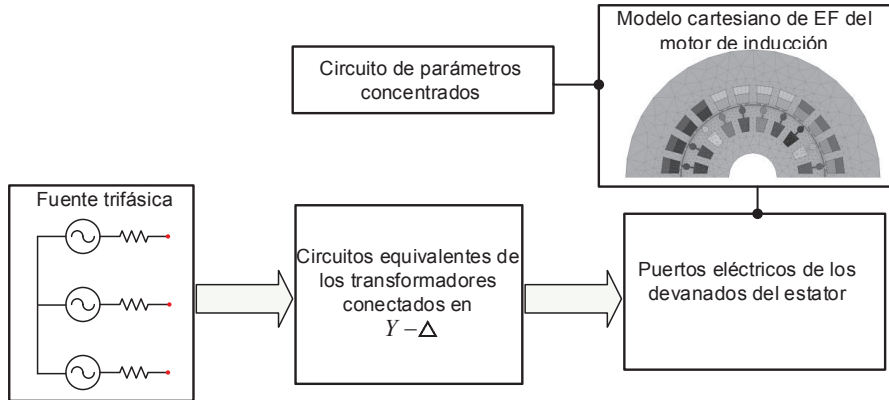 Modelo cartesiano de EF del
motor de inducción
Circuito de parámetros
concentrados
Fuente trifásica
Circuitos equivalentes de
los transformadores
conectados en
Y – Δ
Puertos eléctricos de los
devanados del estator